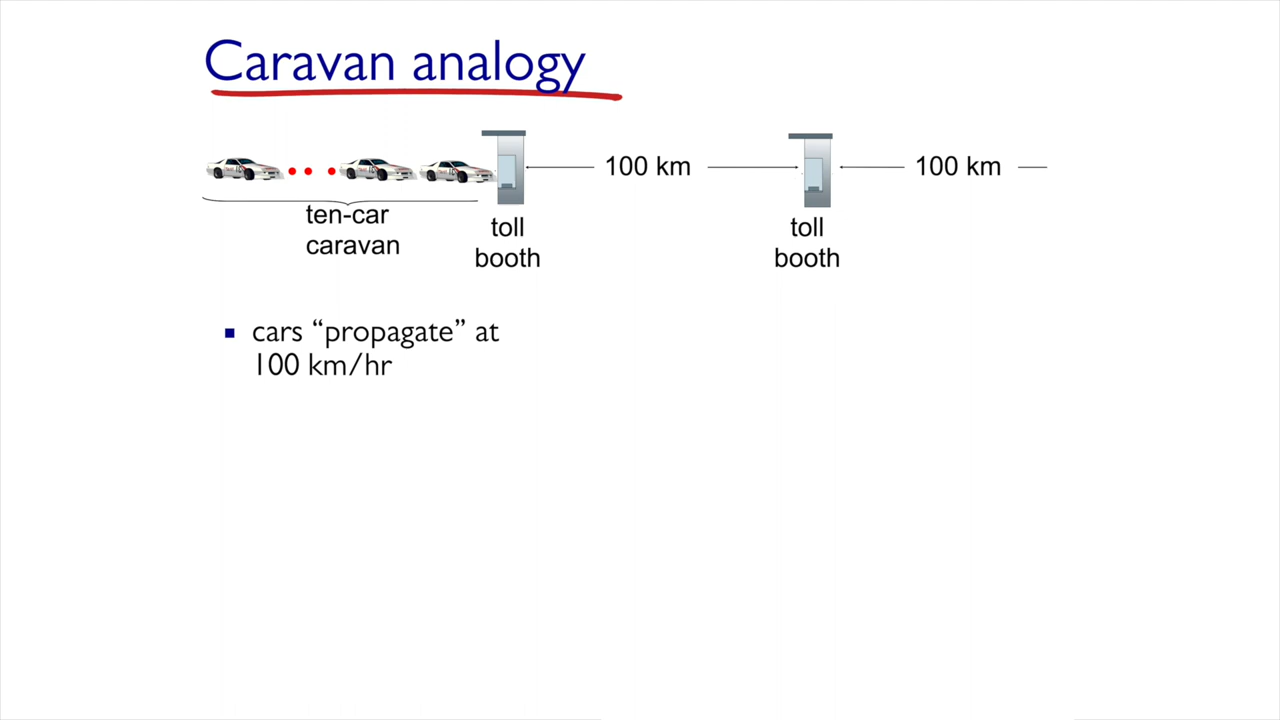 Caravan analogy
100 km
100 km
ten-car
caravan
toll
booth
toll
booth
▪ cars “propagate” at
100 km/hr